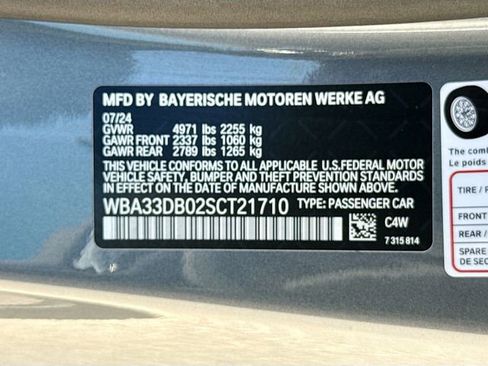 MFD BY BAYERISCHE MOTOREN WERKE AG
07/24
GVWR 4971 lbs 2255 kg
GAWR FRONT 2337 lbs 1060 kg
GAWR REAR 2789 lbs 1265 kg
THIS VEHICLE CONFORMS TO ALL APPLICABLE U.S.FEDERAL MOTOR
VEHICLE SAFETY, BUMPER AND THEFT PREVENTION STANDARDS
IN EFFECT ON THE DATE OF MANUFACTURE SHOWN ABOVE.
WBA33DB02SCT21710 TYPE: PASSENGER CAR
C4W
7 315 814
The com
Le poids
TIRE /
FRONT
REAR /
SPARE
DE SEC